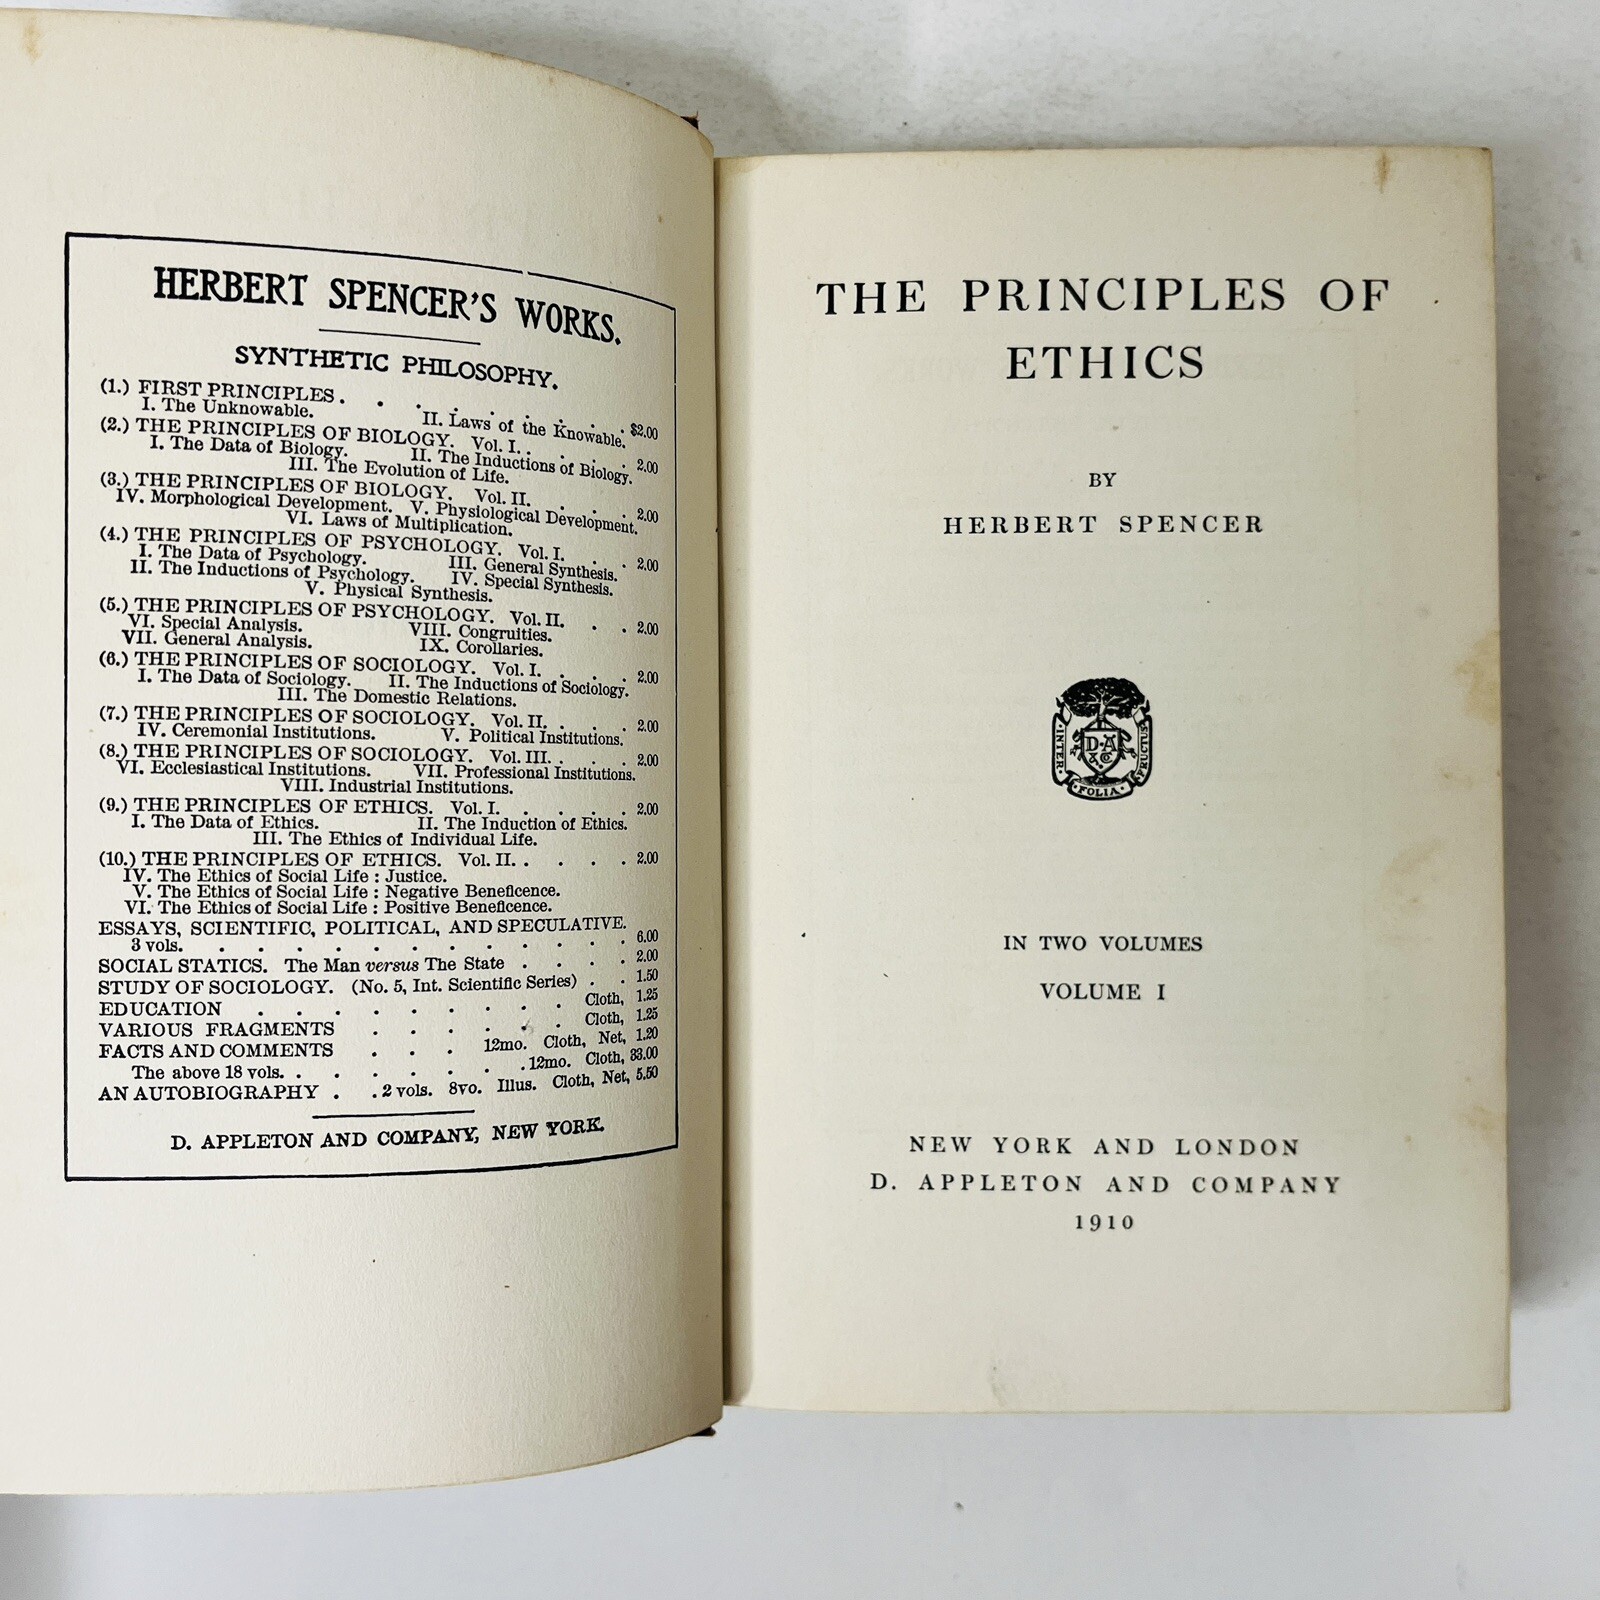 HERBERT SPENCER'S WORKS.
SYNTHETIC PHILOSOPHY.
(1.) FIRST PRINCIPLES . . . . . . . . $2.00
I. The Unknowable. II. Laws of the Knowable.
(2.) THE PRINCIPLES OF BIOLOGY. Vol. I. . . . . 2.00
I. The Data of Biology. II. The Inductions of Biology.
III. The Evolution of Life.
(3.) THE PRINCIPLES OF BIOLOGY. Vol. II. . . . 2.00
IV. Morphological Development. V. Physiological Development.
VI. Laws of Multiplication.
(4.) THE PRINCIPLES OF PSYCHOLOGY. Vol. I. . . 2.00
I. The Data of Psychology. III. General Synthesis.
II. The Inductions of Psychology. IV. Special Synthesis.
V. Physical Synthesis.
(5.) THE PRINCIPLES OF PSYCHOLOGY. Vol. II. . . 2.00
VI. Special Analysis. VIII. Congruities.
VII. General Analysis. IX. Corollaries.
(6.) THE PRINCIPLES OF SOCIOLOGY. Vol. I. . . . 2.00
I. The Data of Sociology. II. The Inductions of Sociology.
III. The Domestic Relations.
(7.) THE PRINCIPLES OF SOCIOLOGY. Vol. II. . . . 2.00
IV. Ceremonial Institutions. V. Political Institutions.
(8.) THE PRINCIPLES OF SOCIOLOGY. Vol. III. . . . 2.00
VI. Ecclesiastical Institutions. VII. Professional Institutions.
VIII. Industrial Institutions.
(9.) THE PRINCIPLES OF ETHICS. Vol. I. . . . . 2.00
I. The Data of Ethics. II. The Induction of Ethics.
III. The Ethics of Individual Life.
(10.) THE PRINCIPLES OF ETHICS. Vol. II. . . . . 2.00
IV. The Ethics of Social Life : Justice.
V. The Ethics of Social Life : Negative Beneficence.
VI. The Ethics of Social Life : Positive Beneficence.
ESSAYS, SCIENTIFIC, POLITICAL, AND SPECULATIVE.
3 vols. . . . . . . . . . . . . 6.00
SOCIAL STATICS. The Man versus The State . . . . 2.00
STUDY OF SOCIOLOGY. (No. 5, Int. Scientific Series) . . 1.50
EDUCATION . . . . . . . . Cloth, 1.25
VARIOUS FRAGMENTS . . . . . . Cloth, 1.25
FACTS AND COMMENTS . . . 12mo. Cloth, Net, 1.20
The above 18 vols. . . . . . . . 12mo. Cloth, 33.00
AN AUTOBIOGRAPHY . . 2 vols. 8vo. Illus. Cloth, Net, 5.50
D. APPLETON AND COMPANY, NEW YORK.
THE PRINCIPLES OF
ETHICS
BY
HERBERT SPENCER
INTER
D·A
& Co
FRUCTUS
FOLIA
IN TWO VOLUMES
VOLUME I
NEW YORK AND LONDON
D. APPLETON AND COMPANY
1910